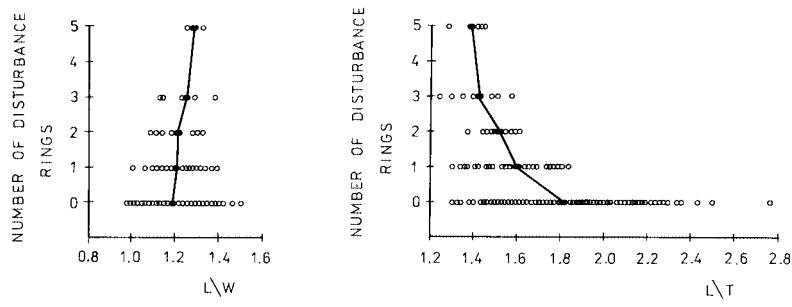 NUMBER OF DISTURBANCE
RINGS
5
4
3
2
1
0
0.8 1.0 1.2 1.4 1.6
L\W
NUMBER OF DISTURBANCE
RINGS
5
4
3
2
1
0
1.2 1.4 1.6 1.8 2.0 2.2 2.4 2.6 2.8
L\T